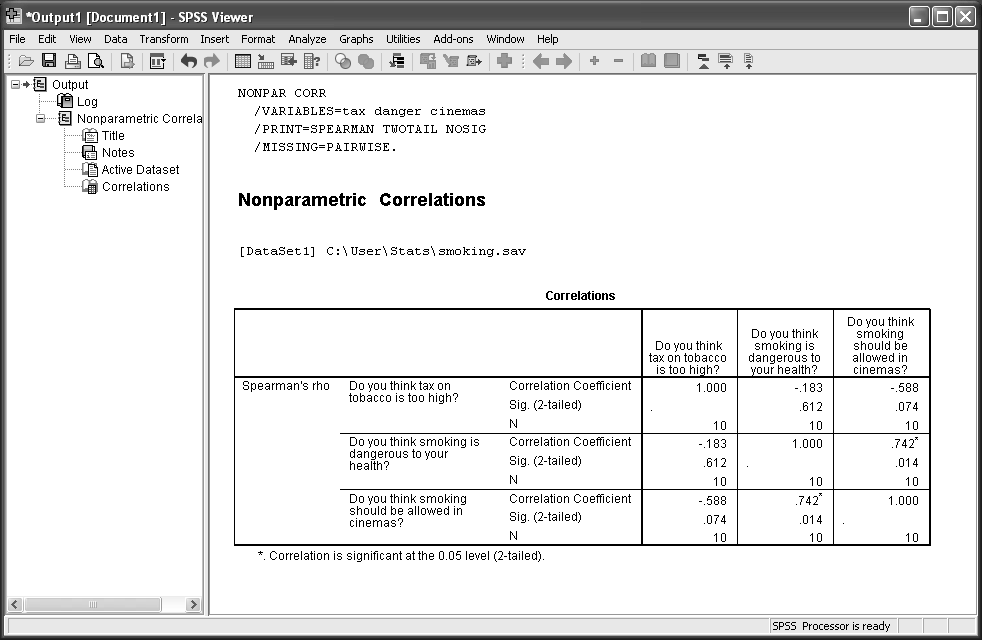 *Output1 [Document1] - SPSS Viewer
File Edit View Data Transform Insert Format Analyze Graphs Utilities Add-ons Window Help
Output
Log
Nonparametric Correla
Title
Notes
Active Dataset
Correlations
NONPAR CORR
/VARIABLES=tax danger cinemas
/PRINT=SPEARMAN TWOTAIL NOSIG
/MISSING=PAIRWISE.
Nonparametric Correlations
[DataSet1] C:\User\Stats\smoking.sav
Correlations
Do you think
tax on tobacco
is too high?
Do you think
smoking is
dangerous to
your health?
Do you think
smoking
should be
allowed in
cinemas?
Spearman's rho
Do you think tax on
tobacco is too high?
Correlation Coefficient 1.000 -.183 -.588
Sig. (2-tailed) . .612 .074
N 10 10 10
Do you think smoking is
dangerous to your
health?
Correlation Coefficient -.183 1.000 .742*
Sig. (2-tailed) .612 . .014
N 10 10 10
Do you think smoking
should be allowed in
cinemas?
Correlation Coefficient -.588 .742* 1.000
Sig. (2-tailed) .074 .014 .
N 10 10 10
*. Correlation is significant at the 0.05 level (2-tailed).
SPSS Processor is ready